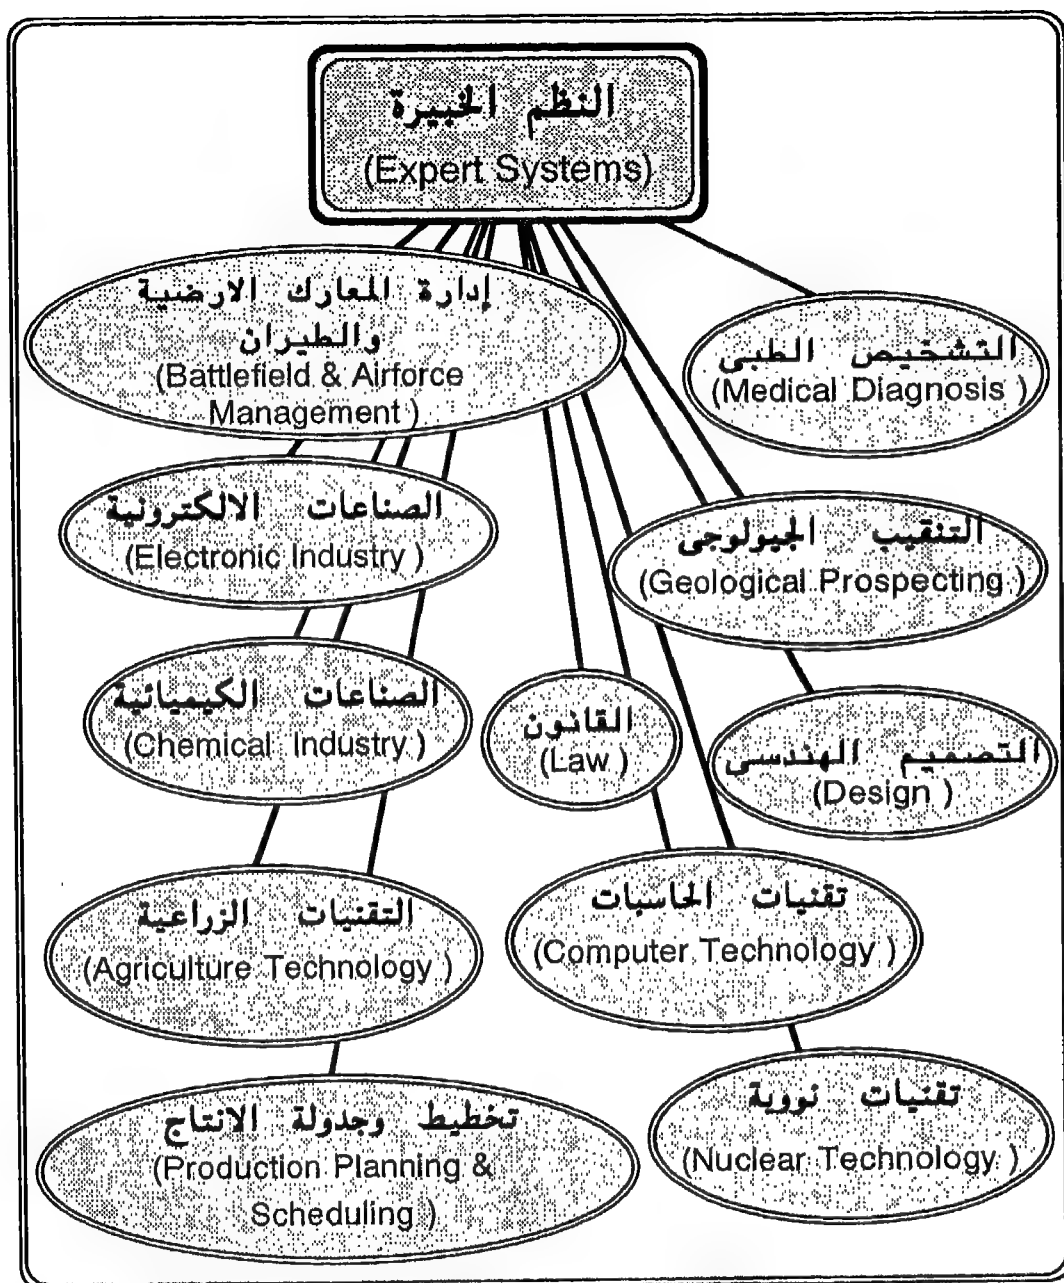 النظم الخبيرة
(Expert Systems)
إدارة المعارك الارضية
والطيران
(Battlefield & Airforce
Management )
التشخيص الطبى
(Medical Diagnosis )
الصناعات الالكترونية
(Electronic Industry )
التنقيب الجيولوجى
(Geological Prospecting )
الصناعات الكيميائية
(Chemical Industry )
القانون
(Law )
التصميم الهندسى
(Design )
التقنيات الزراعية
(Agriculture Technology )
تقنيات الحاسبات
(Computer Technology )
تخطيط وجدولة الانتاج
(Production Planning &
Scheduling )
تقنيات نووية
(Nuclear Technology )